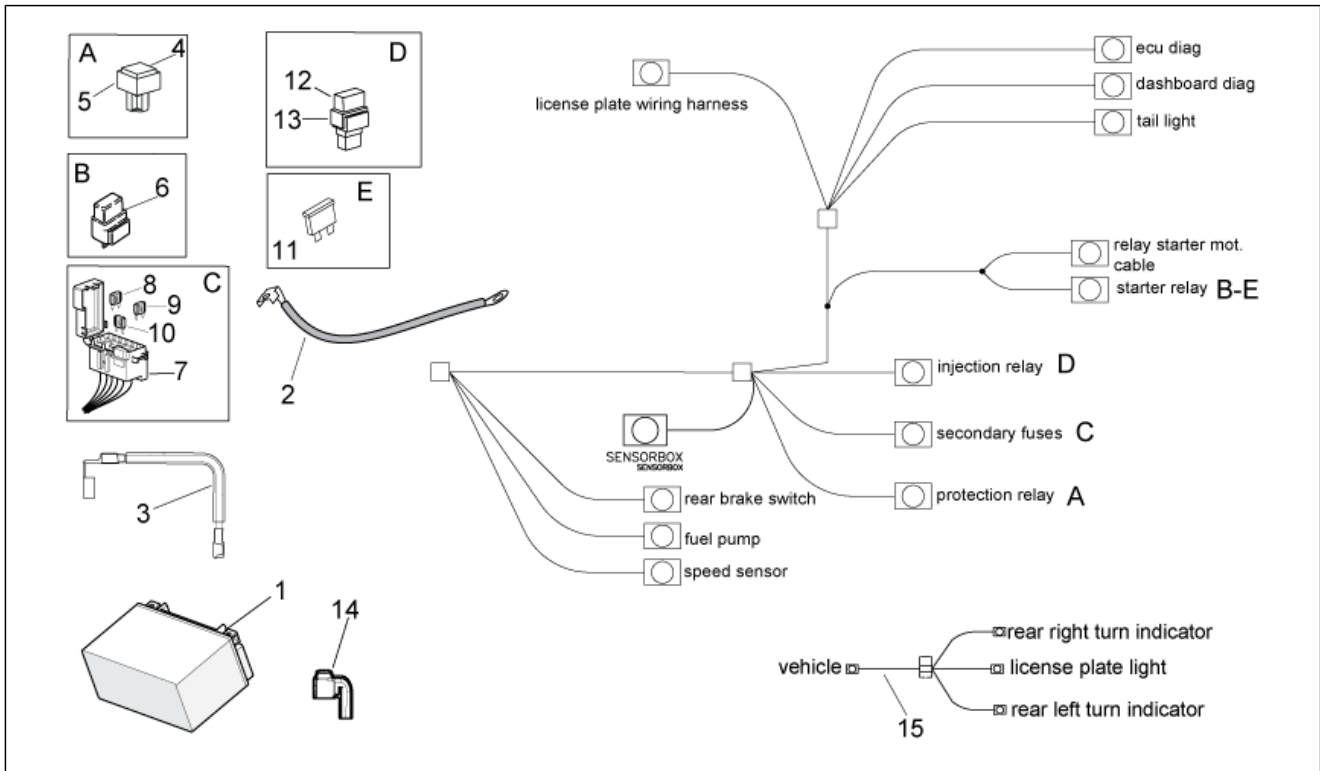 A
4
5
D
12
13
B
6
E
11
C
8
9
10
7
2
3
1
14
license plate wiring harness
ecu diag
dashboard diag
tail light
relay starter mot.
cable
starter relay B-E
injection relay D
SENSORBOX
SENSORBOX
secondary fuses C
protection relay A
rear brake switch
fuel pump
speed sensor
rear right turn indicator
vehicle
license plate light
15
rear left turn indicator